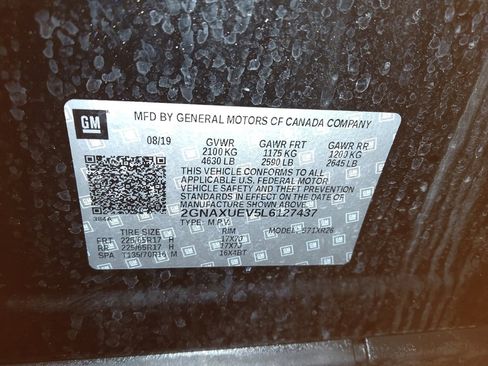 GM
MFD BY GENERAL MOTORS OF CANADA COMPANY
08/19 GVWR GAWR FRT GAWR RR
2100 KG 1175 KG 1200 KG
4630 LB 2590 LB 2645 LB
THIS VEHICLE CONFORMS TO ALL
APPLICABLE U.S. FEDERAL MOTOR
VEHICLE SAFETY AND THEFT PREVENTION
STANDARDS IN EFFECT ON THE DATE OF
MANUFACTURE SHOWN ABOVE.
2GNAXUEV5L6127437
TYPE: M.P.V. MODEL: 1XR26
TIRE SIZE RIM
FRT 225/65R17 H 17X7J
RR 225/65R17 H 17X7J
SPA T135/70R16 M 16X4BT